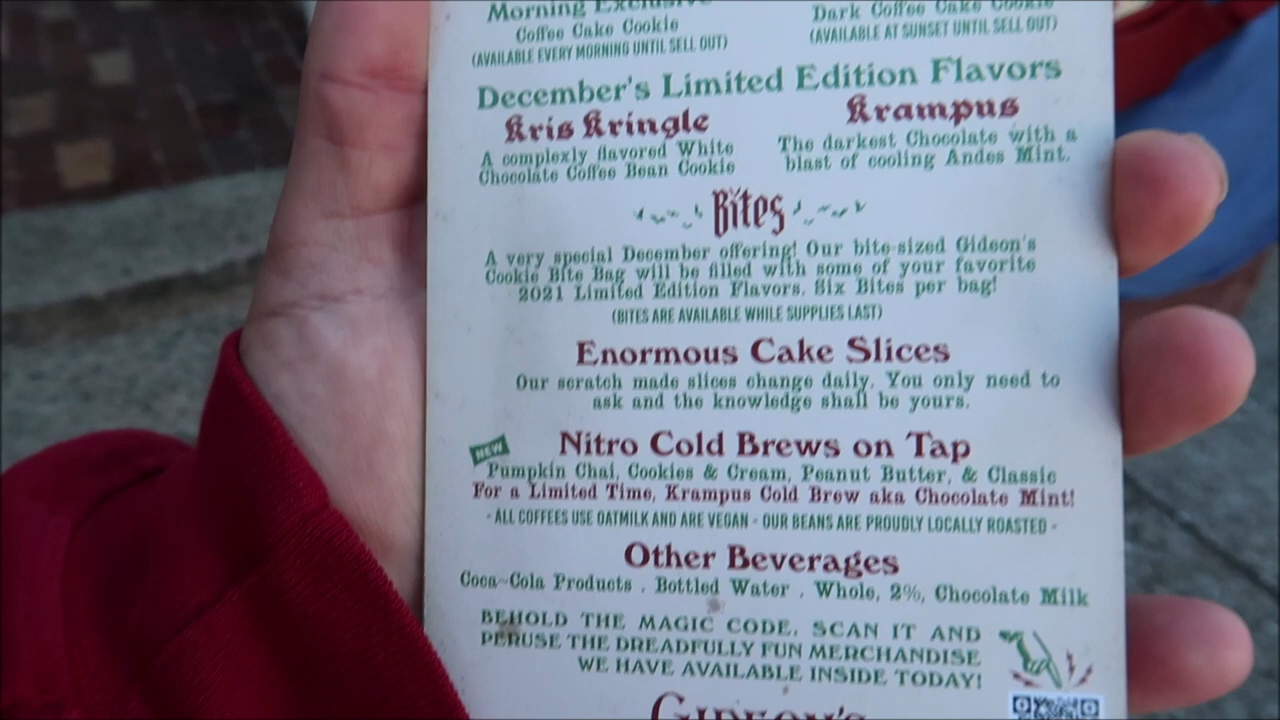 Morning Exclusive
Coffee Cake Cookie
(AVAILABLE EVERY MORNING UNTIL SELL OUT)
Dark Coffee Cake Cookie
(AVAILABLE AT SUNSET UNTIL SELL OUT)
December's Limited Edition Flavors
Kris Kringle
A complexly flavored White
Chocolate Coffee Bean Cookie
Krampus
The darkest Chocolate with a
blast of cooling Andes Mint.
Bites
A very special December offering! Our bite-sized Gideon's
Cookie Bite Bag will be filled with some of your favorite
2021 Limited Edition Flavors. Six Bites per bag!
(BITES ARE AVAILABLE WHILE SUPPLIES LAST)
Enormous Cake Slices
Our scratch made slices change daily. You only need to
ask and the knowledge shall be yours.
NEW
Nitro Cold Brews on Tap
Pumpkin Chai, Cookies & Cream, Peanut Butter, & Classic
For a Limited Time, Krampus Cold Brew aka Chocolate Mint!
- ALL COFFEES USE OATMILK AND ARE VEGAN - OUR BEANS ARE PROUDLY LOCALLY ROASTED -
Other Beverages
Coca-Cola Products . Bottled Water . Whole, 2%, Chocolate Milk
BEHOLD THE MAGIC CODE. SCAN IT AND
PERUSE THE DREADFULLY FUN MERCHANDISE
WE HAVE AVAILABLE INSIDE TODAY!
GIDEON'S